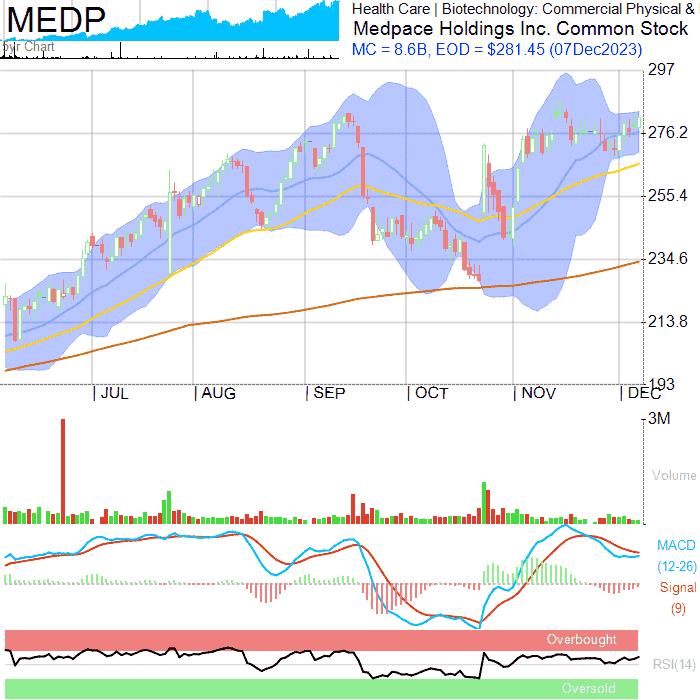 MEDP
5yr Chart
Health Care | Biotechnology: Commercial Physical &
Medpace Holdings Inc. Common Stock
MC = 8.6B, EOD = $281.45 (07Dec2023)
297
276.2
255.4
234.6
213.8
193
JUL AUG SEP OCT NOV DEC
3M
Volume
MACD
(12-26)
Signal
(9)
Overbought
RSI(14)
Oversold